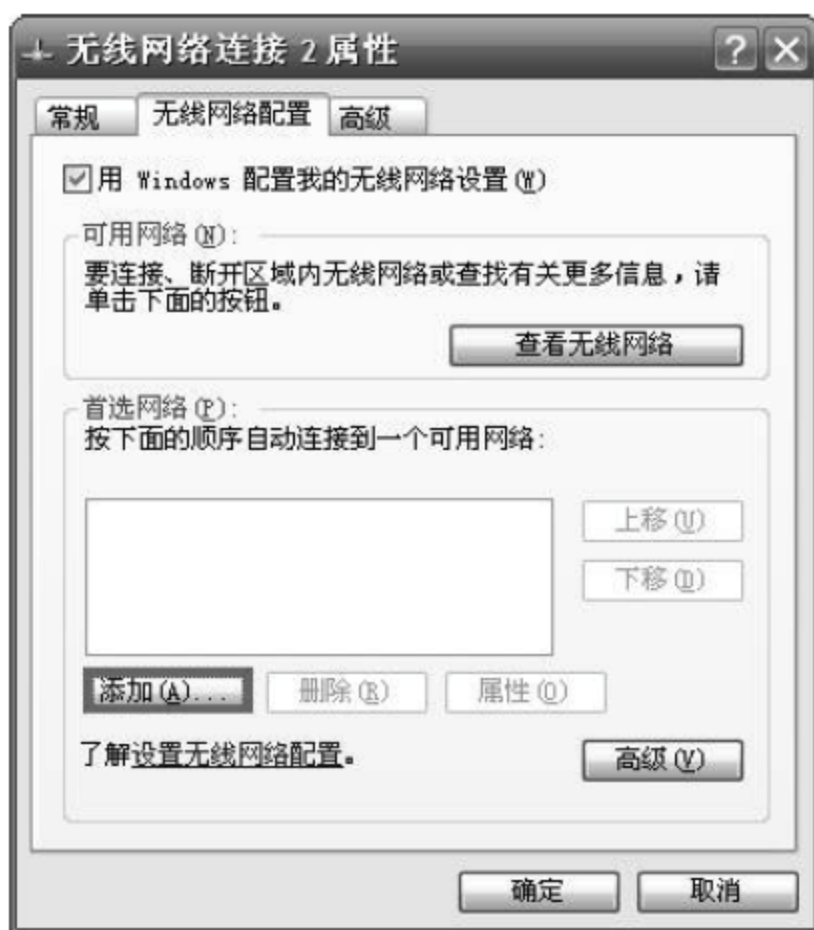 无线网络连接 2 属性
常规 无线网络配置 高级
用 Windows 配置我的无线网络设置(W)
可用网络(N):
要连接、断开区域内无线网络或查找有关更多信息，请
单击下面的按钮。
查看无线网络
首选网络(P):
按下面的顺序自动连接到一个可用网络:
上移(U)
下移(D)
添加(A)... 删除(R) 属性(O)
了解设置无线网络配置。
高级(V)
确定 取消